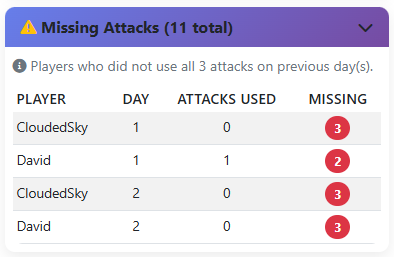 Missing Attacks (11 total)
Players who did not use all 3 attacks on previous day(s).
PLAYER DAY ATTACKS USED MISSING
CloudedSky 1 0 3
David 1 1 2
CloudedSky 2 0 3
David 2 0 3